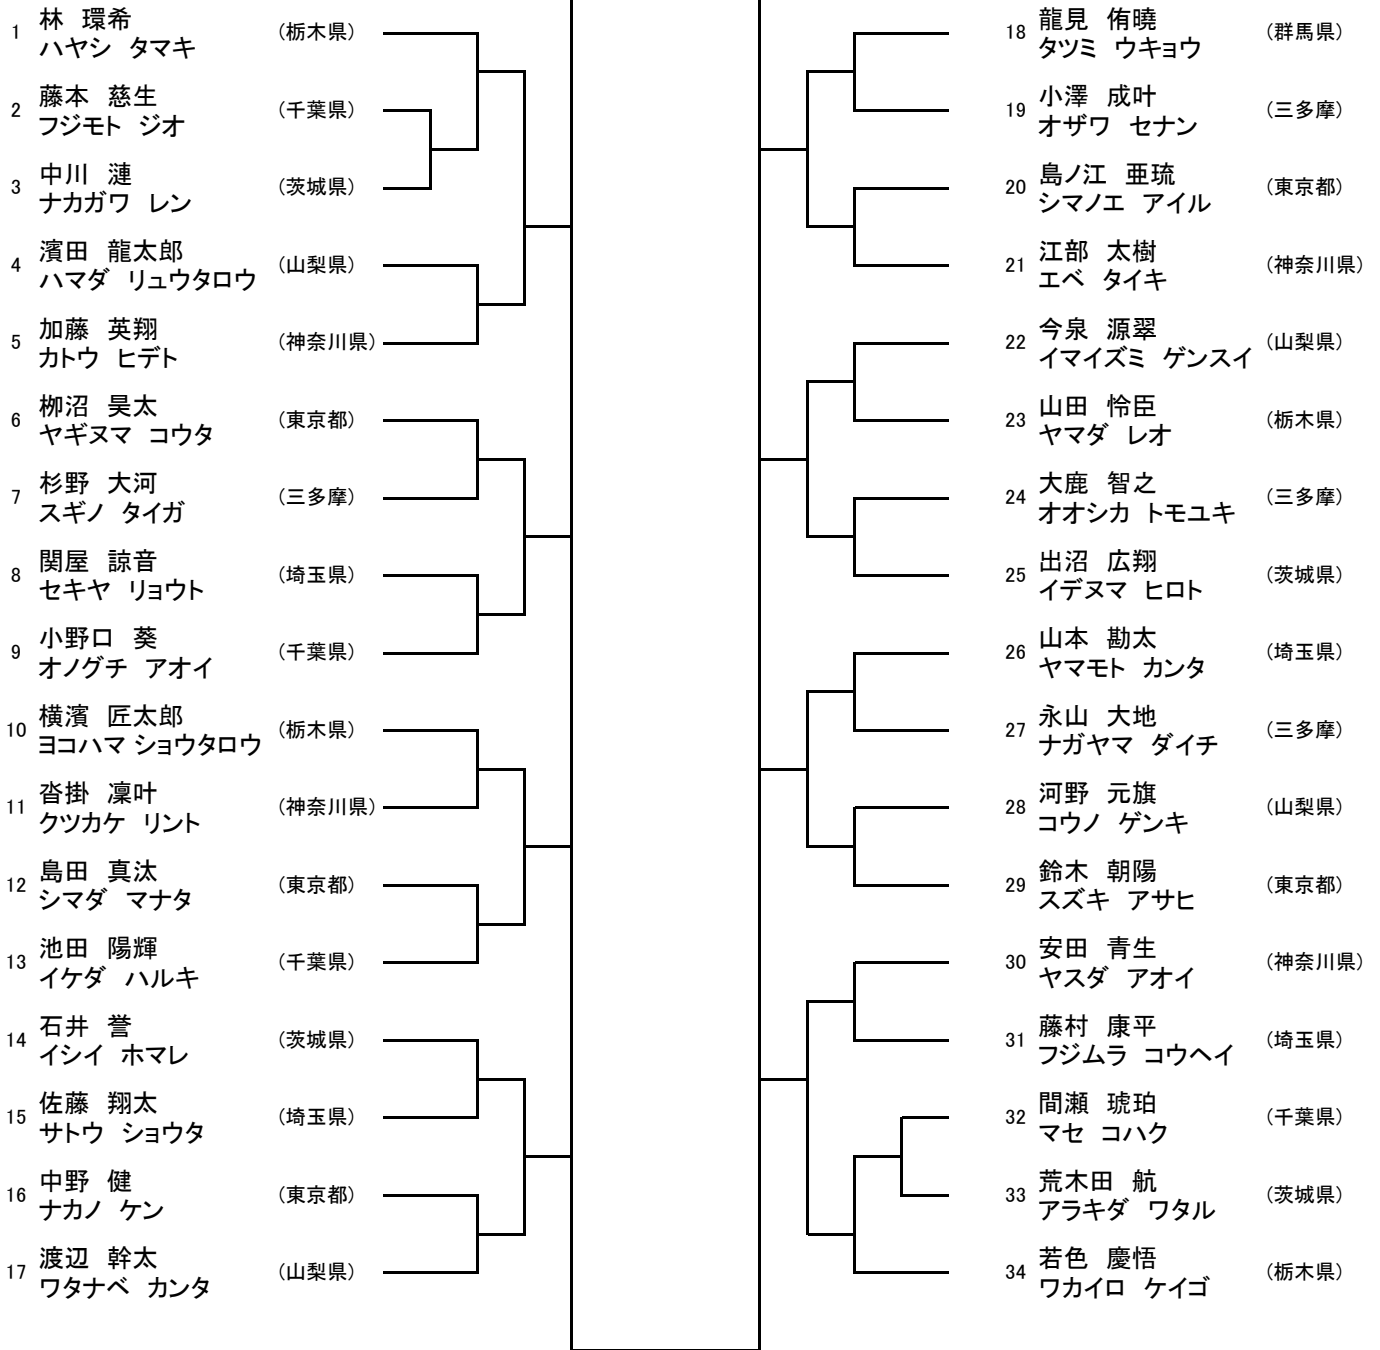 1 林 環希 (栃木県)
ハヤシ タマキ
2 藤本 慈生 (千葉県)
フジモト ジオ
3 中川 漣 (茨城県)
ナカガワ レン
4 濱田 龍太郎 (山梨県)
ハマダ リュウタロウ
5 加藤 英翔 (神奈川県)
カトウ ヒデト
6 栁沼 昊太 (東京都)
ヤギヌマ コウタ
7 杉野 大河 (三多摩)
スギノ タイガ
8 関屋 諒音 (埼玉県)
セキヤ リョウト
9 小野口 葵 (千葉県)
オノグチ アオイ
10 横濱 匠太郎 (栃木県)
ヨコハマ ショウタロウ
11 沓掛 凜叶 (神奈川県)
クツカケ リント
12 島田 真汰 (東京都)
シマダ マナタ
13 池田 陽輝 (千葉県)
イケダ ハルキ
14 石井 誉 (茨城県)
イシイ ホマレ
15 佐藤 翔太 (埼玉県)
サトウ ショウタ
16 中野 健 (東京都)
ナカノ ケン
17 渡辺 幹太 (山梨県)
ワタナベ カンタ
18 龍見 侑曉 (群馬県)
タツミ ウキョウ
19 小澤 成叶 (三多摩)
オザワ セナン
20 島ノ江 亜琉 (東京都)
シマノエ アイル
21 江部 太樹 (神奈川県)
エベ タイキ
22 今泉 源翠 (山梨県)
イマイズミ ゲンスイ
23 山田 怜臣 (栃木県)
ヤマダ レオ
24 大鹿 智之 (三多摩)
オオシカ トモユキ
25 出沼 広翔 (茨城県)
イデヌマ ヒロト
26 山本 勘太 (埼玉県)
ヤマモト カンタ
27 永山 大地 (三多摩)
ナガヤマ ダイチ
28 河野 元旗 (山梨県)
コウノ ゲンキ
29 鈴木 朝陽 (東京都)
スズキ アサヒ
30 安田 青生 (神奈川県)
ヤスダ アオイ
31 藤村 康平 (埼玉県)
フジムラ コウヘイ
32 間瀬 琥珀 (千葉県)
マセ コハク
33 荒木田 航 (茨城県)
アラキダ ワタル
34 若色 慶悟 (栃木県)
ワカイロ ケイゴ